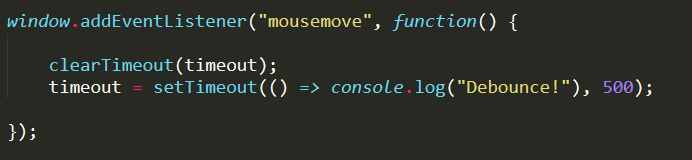 window.addEventListener("mousemove", function() {
clearTimeout(timeout);
timeout = setTimeout(() => console.log("Debounce!"), 500);
});